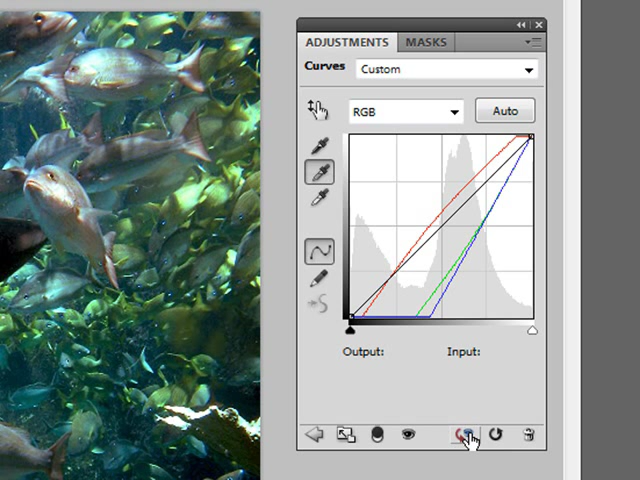 ADJUSTMENTS MASKS
Curves Custom
RGB Auto
Output: Input: